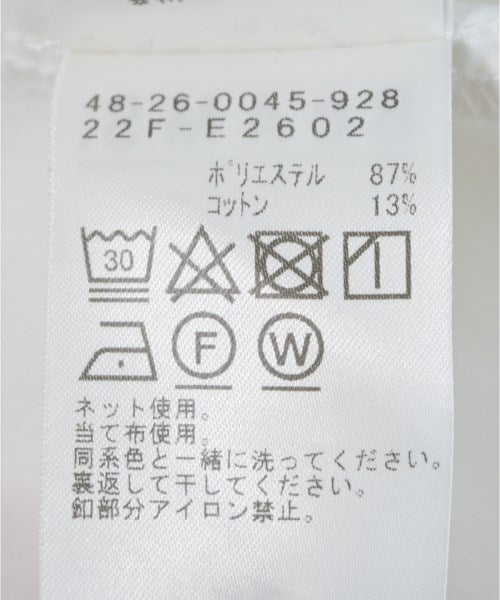 48-26-0045-928
22F-E2602
ﾎﾟﾘｴｽﾃﾙ 87%
ｺｯﾄﾝ 13%
30
F W
ネット使用。
当て布使用。
同系色と一緒に洗ってください。
裏返して干してください。
釦部分アイロン禁止。